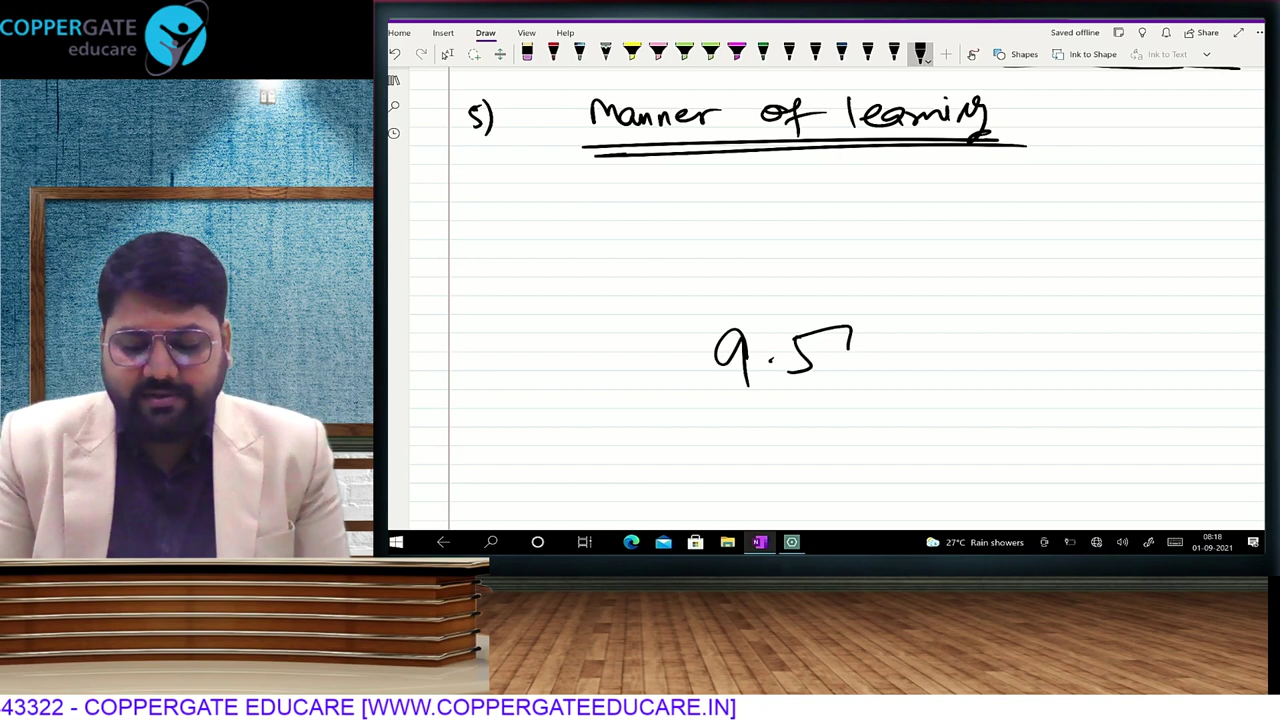 COPPERGATE
educare
Home Insert Draw View Help
Saved offline
Share
Shapes
Ink to Shape
Ink to Text
5) Manner of learning
9.5
27°C Rain showers
08:18
01-09-2021
43322 - COPPERGATE EDUCARE [WWW.COPPERGATEEDUCARE.IN]